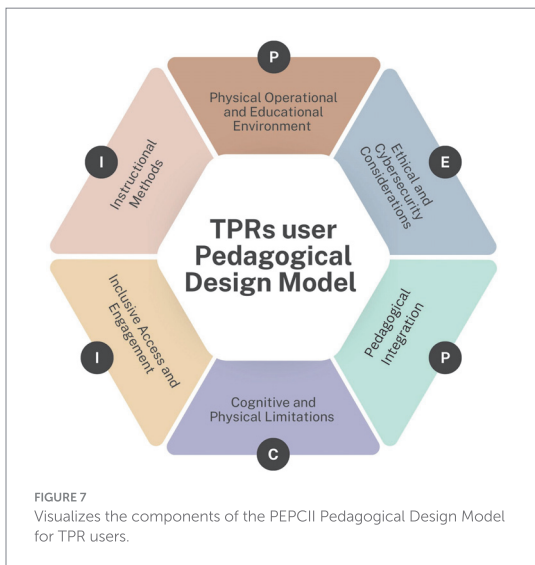 P
Physical Operational
and Educational
Environment
E
Ethical and
Cybersecurity
Considerations
P
Pedagogical
Integration
C
Cognitive and
Physical Limitations
I
Inclusive Access and
Engagement
I
Instructional
Methods
TPRs user
Pedagogical
Design Model
FIGURE 7
Visualizes the components of the PEPCII Pedagogical Design Model
for TPR users.